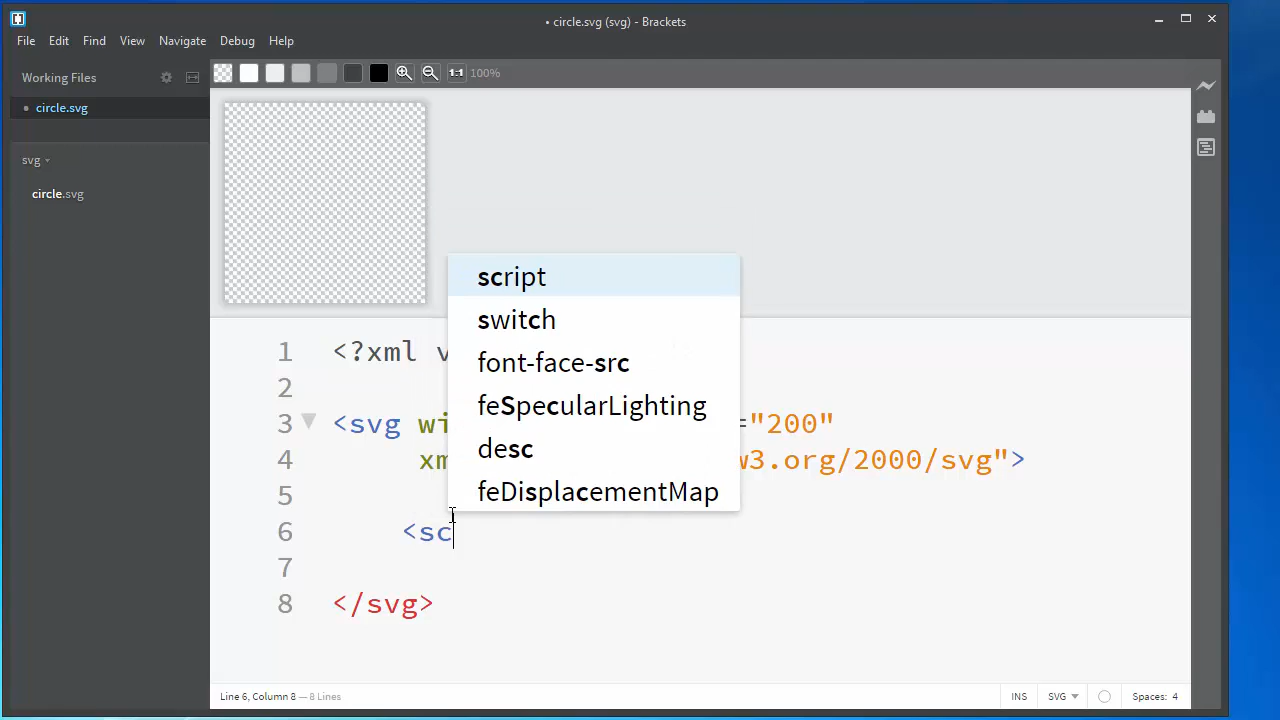 • circle.svg (svg) - Brackets
File Edit Find View Navigate Debug Help
Working Files
• circle.svg
svg
circle.svg
1:1 100%
script
switch
font-face-src
feSpecularLighting
desc
feDisplacementMap
1 <?xml v
2
3 <svg wi ="200"
4 xm w3.org/2000/svg">
5
6 <sc
7
8 </svg>
Line 6, Column 8 — 8 Lines
INS SVG Spaces: 4